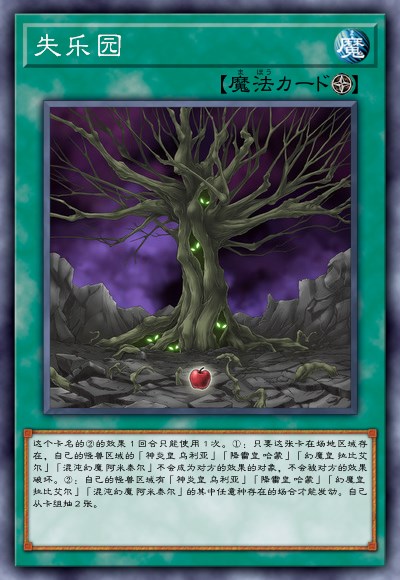 失乐园
魔
【魔法カード】
ま ほう
这个卡名的②的效果1回合只能使用1次。①：只要这张卡在场地区域存
在，自己的怪兽区域的「神炎皇 乌利亚」「降雷皇 哈蒙」「幻魔皇 拉比艾
尔」「混沌幻魔 阿米泰尔」不会成为对方的效果的对象，不会被对方的效果
破坏。②：自己的怪兽区域有「神炎皇 乌利亚」「降雷皇 哈蒙」「幻魔皇
拉比艾尔」「混沌幻魔 阿米泰尔」的其中任意种存在的场合才能发动。自己
从卡组抽2张。